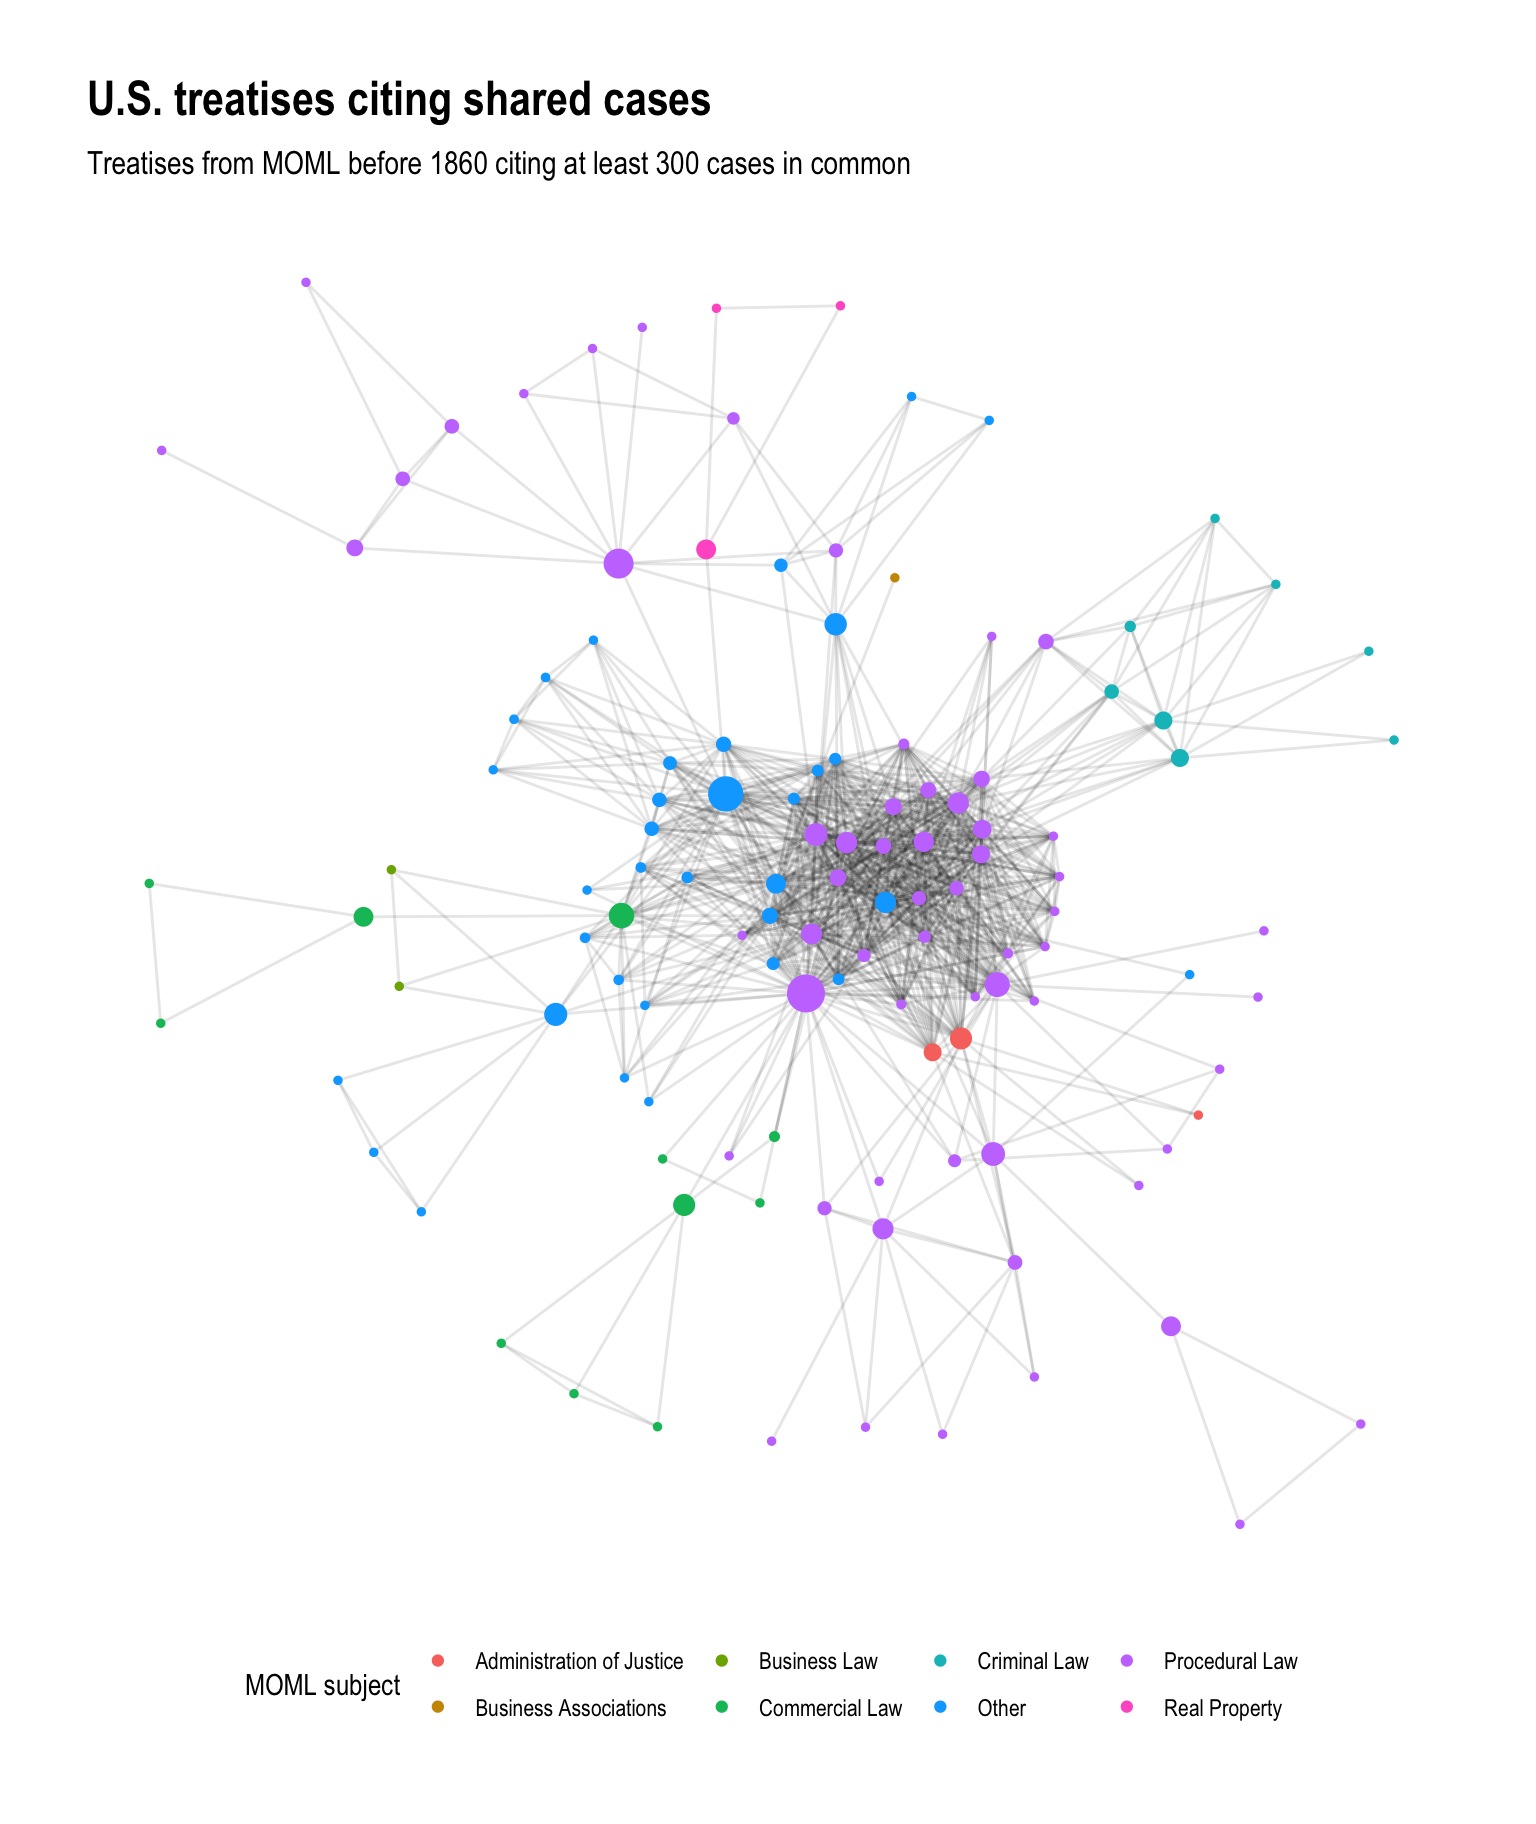 U.S. treatises citing shared cases
Treatises from MOML before 1860 citing at least 300 cases in common
MOML subject
Administration of Justice
Business Law
Criminal Law
Procedural Law
Business Associations
Commercial Law
Other
Real Property